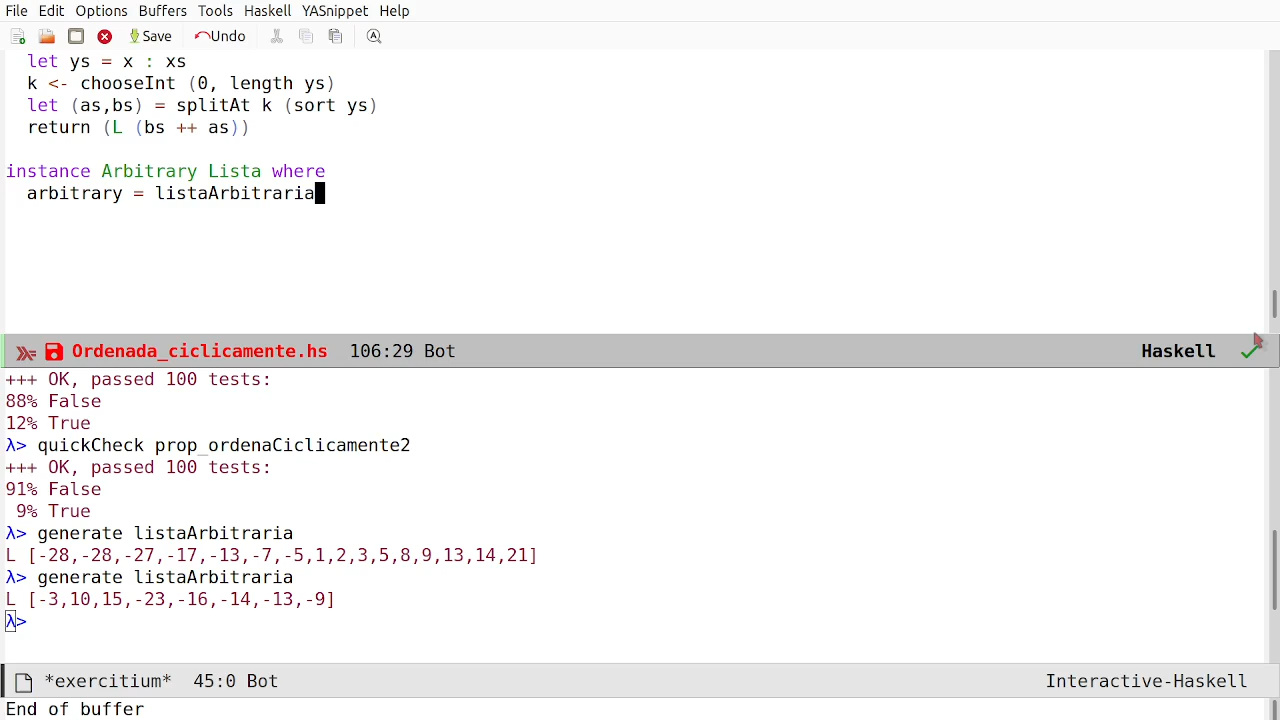 File Edit Options Buffers Tools Haskell YASnippet Help
Save Undo
let ys = x : xs
k <- chooseInt (0, length ys)
let (as,bs) = splitAt k (sort ys)
return (L (bs ++ as))
instance Arbitrary Lista where
arbitrary = listaArbitraria
Ordenada_ciclicamente.hs 106:29 Bot Haskell
+++ OK, passed 100 tests:
88% False
12% True
λ> quickCheck prop_ordenaCiclicamente2
+++ OK, passed 100 tests:
91% False
9% True
λ> generate listaArbitraria
L [-28,-28,-27,-17,-13,-7,-5,1,2,3,5,8,9,13,14,21]
λ> generate listaArbitraria
L [-3,10,15,-23,-16,-14,-13,-9]
λ>
*exercitium* 45:0 Bot Interactive-Haskell
End of buffer